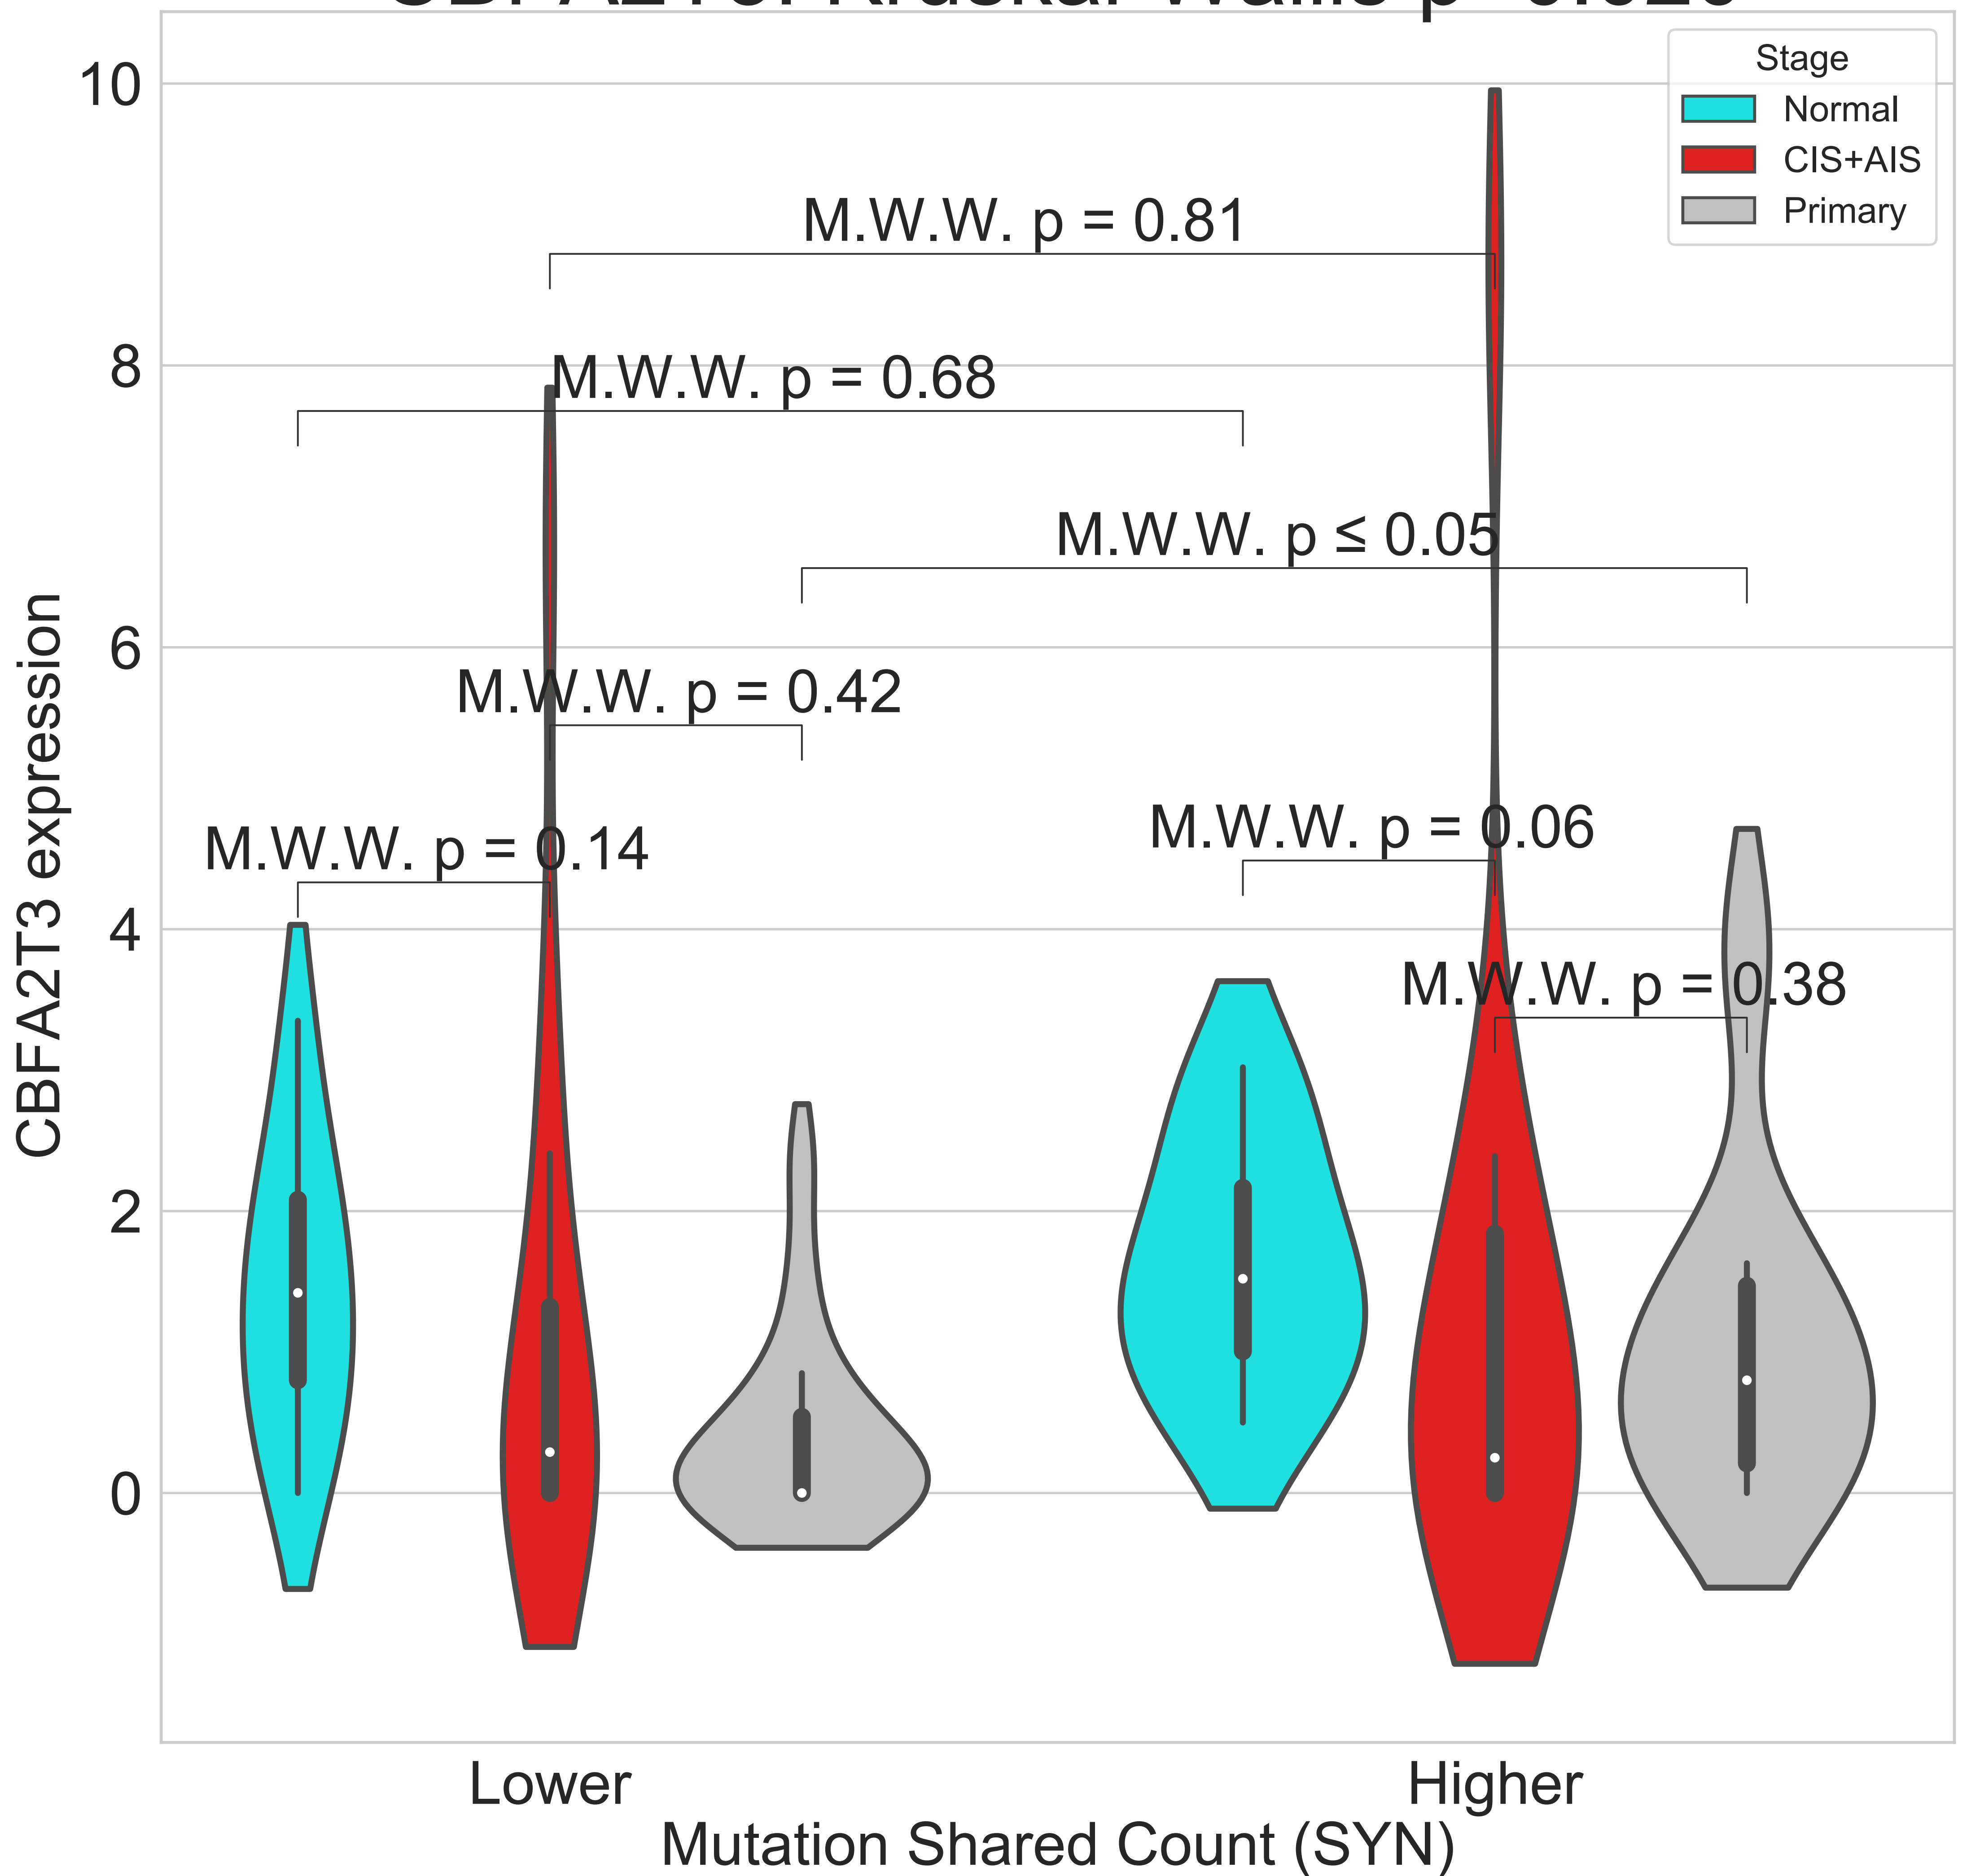 10
Stage
Normal
CIS+AIS
Primary
M.W.W. p = 0.81
8
M.W.W. p = 0.68
M.W.W. p ≤ 0.05
6
M.W.W. p = 0.42
M.W.W. p = 0.14
M.W.W. p = 0.06
4
M.W.W. p = 0.38
2
0
CBFA2T3 expression
Lower
Higher
Mutation Shared Count (SYN)